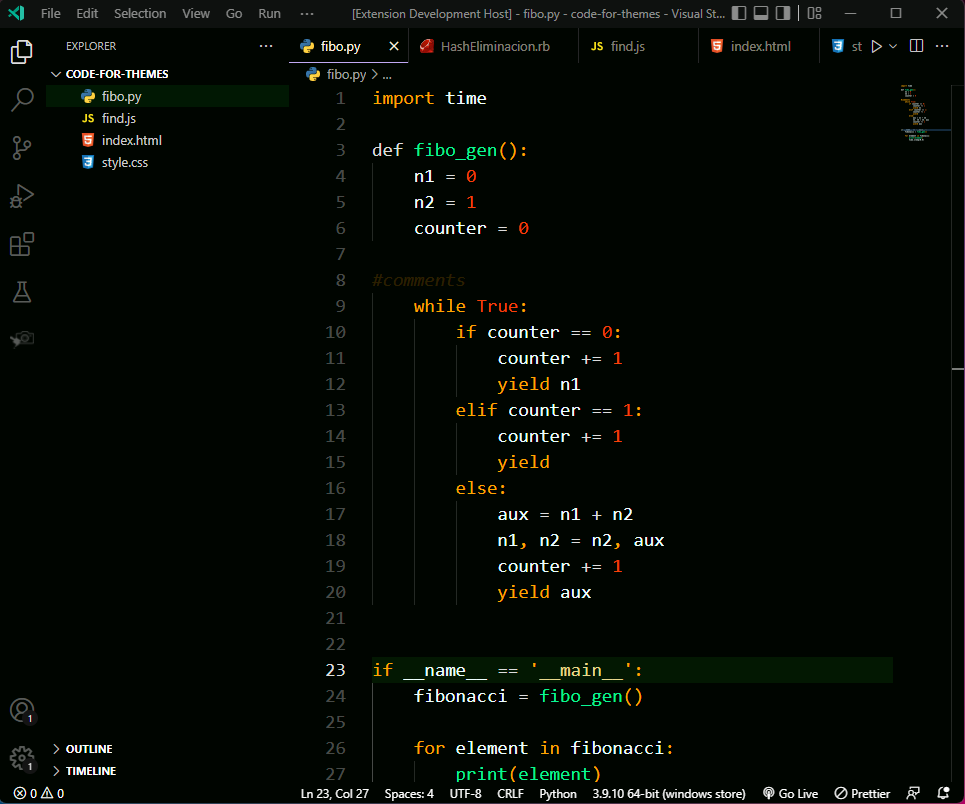 File Edit Selection View Go Run ··· [Extension Development Host] - fibo.py - code-for-themes - Visual St...
EXPLORER ···
fibo.py HashEliminacion.rb JS find.js index.html st ···
CODE-FOR-THEMES
fibo.py
JS find.js
index.html
style.css
fibo.py > ...
1 import time
2
3 def fibo_gen():
4 n1 = 0
5 n2 = 1
6 counter = 0
7
8 #comments
9 while True:
10 if counter == 0:
11 counter += 1
12 yield n1
13 elif counter == 1:
14 counter += 1
15 yield
16 else:
17 aux = n1 + n2
18 n1, n2 = n2, aux
19 counter += 1
20 yield aux
21
22
23 if __name__ == '__main__':
24 fibonacci = fibo_gen()
25
26 for element in fibonacci:
27 print(element)
1
1
OUTLINE
TIMELINE
0 0 Ln 23, Col 27 Spaces: 4 UTF-8 CRLF Python 3.9.10 64-bit (windows store) Go Live Prettier